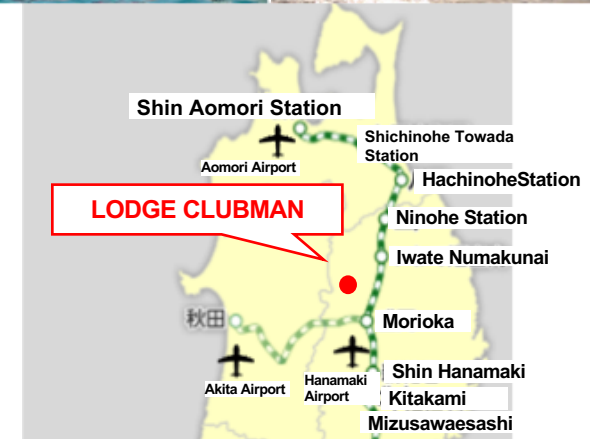 Shin Aomori Station
Shichinohe Towada
Station
Aomori Airport
HachinoheStation
LODGE CLUBMAN
Ninohe Station
Iwate Numakunai
秋田
Morioka
Akita Airport
Hanamaki
Airport
Shin Hanamaki
Kitakami
Mizusawaesashi